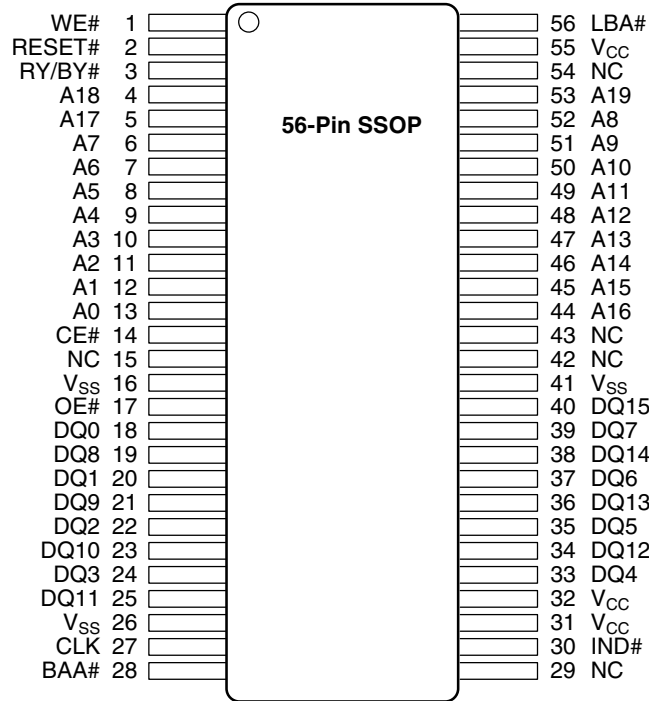 WE# 1 56 LBA#
RESET# 2 55 VCC
RY/BY# 3 54 NC
A18 4 53 A19
A17 5 56-Pin SSOP 52 A8
A7 6 51 A9
A6 7 50 A10
A5 8 49 A11
A4 9 48 A12
A3 10 47 A13
A2 11 46 A14
A1 12 45 A15
A0 13 44 A16
CE# 14 43 NC
NC 15 42 NC
VSS 16 41 VSS
OE# 17 40 DQ15
DQ0 18 39 DQ7
DQ8 19 38 DQ14
DQ1 20 37 DQ6
DQ9 21 36 DQ13
DQ2 22 35 DQ5
DQ10 23 34 DQ12
DQ3 24 33 DQ4
DQ11 25 32 VCC
VSS 26 31 VCC
CLK 27 30 IND#
BAA# 28 29 NC